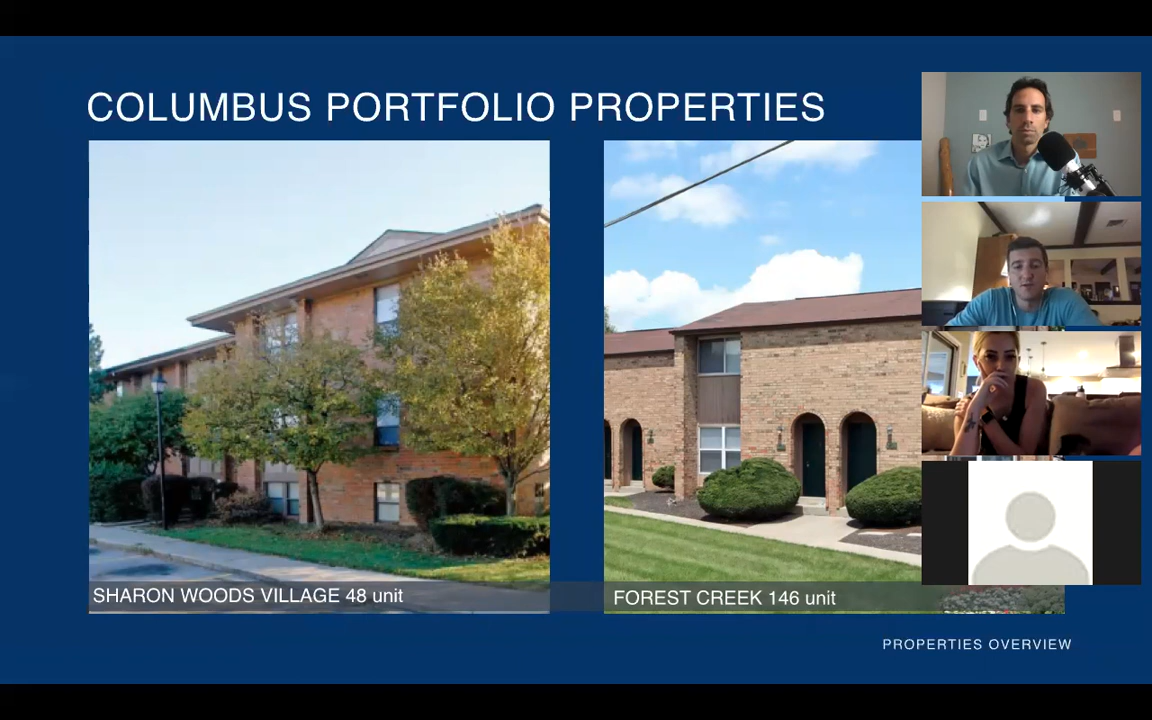 COLUMBUS PORTFOLIO PROPERTIES
SHARON WOODS VILLAGE 48 unit
FOREST CREEK 146 unit
PROPERTIES OVERVIEW